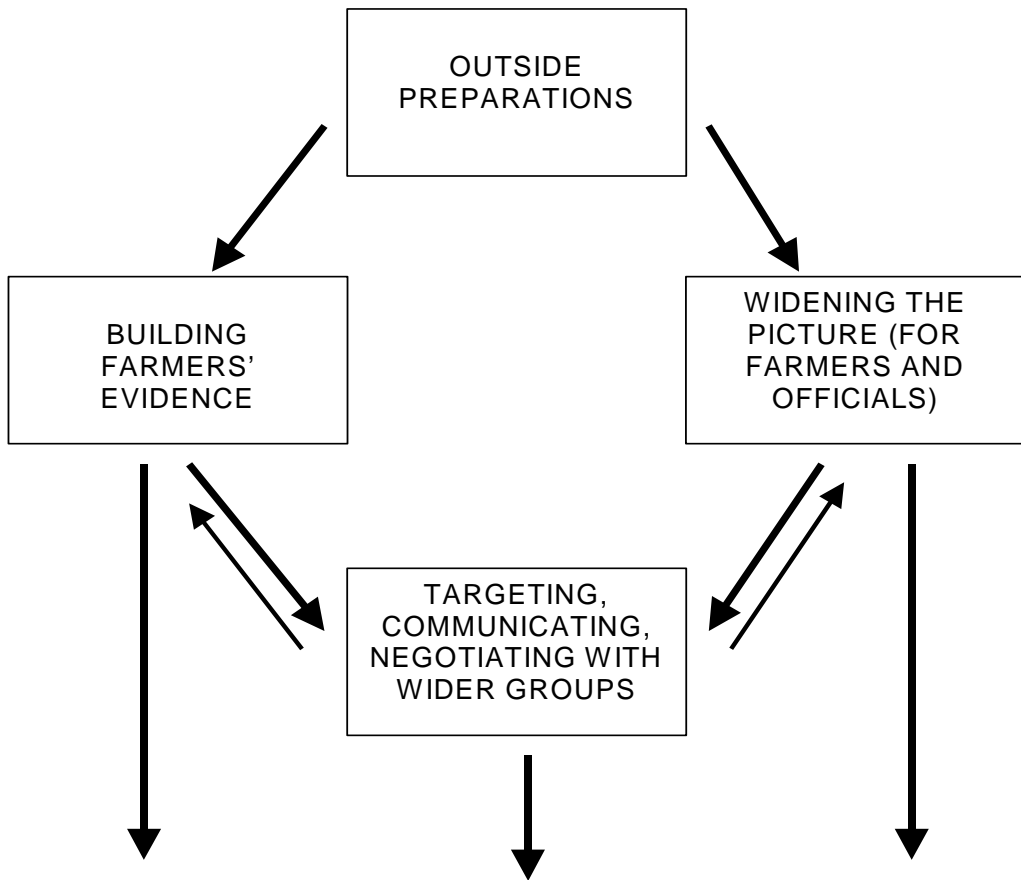 OUTSIDE
PREPARATIONS
BUILDING
FARMERS’
EVIDENCE
WIDENING THE
PICTURE (FOR
FARMERS AND
OFFICIALS)
TARGETING,
COMMUNICATING,
NEGOTIATING WITH
WIDER GROUPS